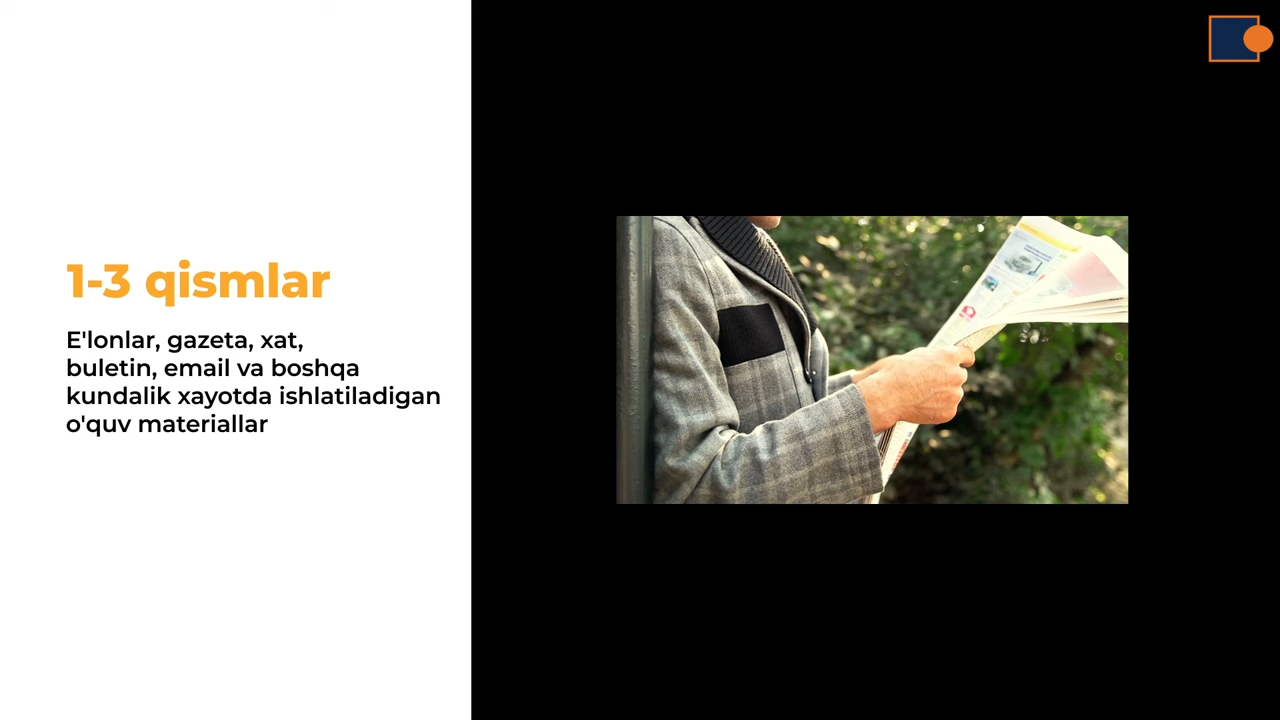 1-3 qismlar
E'lonlar, gazeta, xat,
buletin, email va boshqa
kundalik xayotda ishlatiladigan
o'quv materiallar